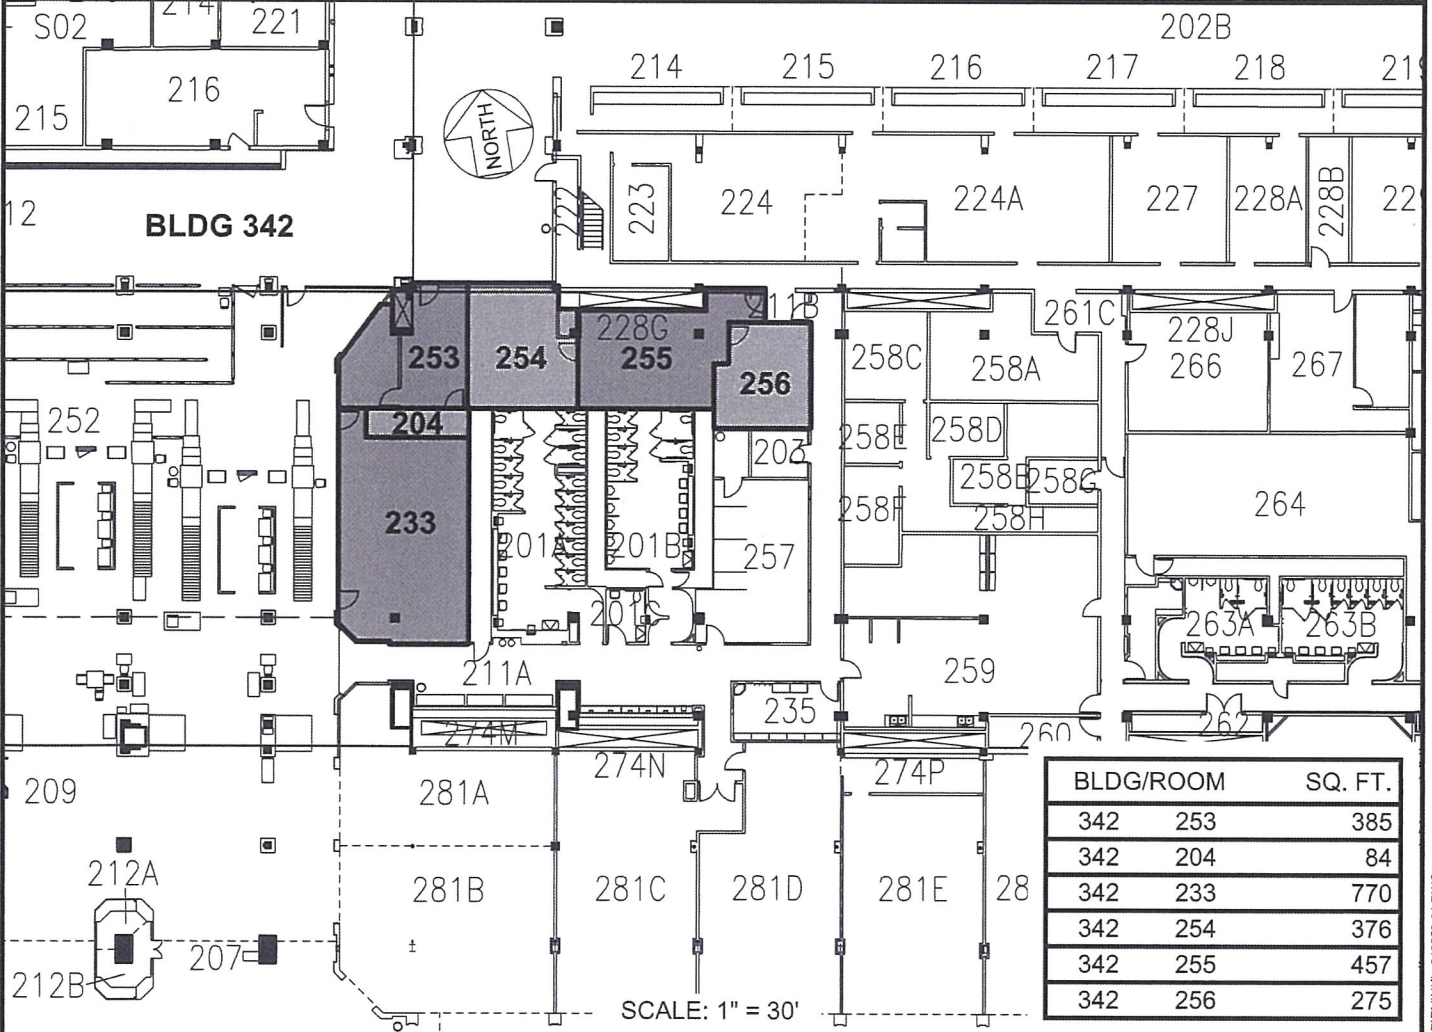 S02 214 221 202B
214 215 216 217 218
216
215
NORTH
12 BLDG 342
222 223 224 224A 227 228A 228B
253 254 228G 255 256
11B
258C 258A 261C 228J 266 267
252
204
233
203
258E 258D
258B 258G
258F 258H
264
201A 201B 257
201C
263A 263B
211A
259
235
274M
274N
274P
260
262
209
281A
281B 281C 281D 281E 28
212A
212B
207
SCALE: 1" = 30'
BLDG/ROOM SQ. FT.
342 253 385
342 204 84
342 233 770
342 254 376
342 255 457
342 256 275